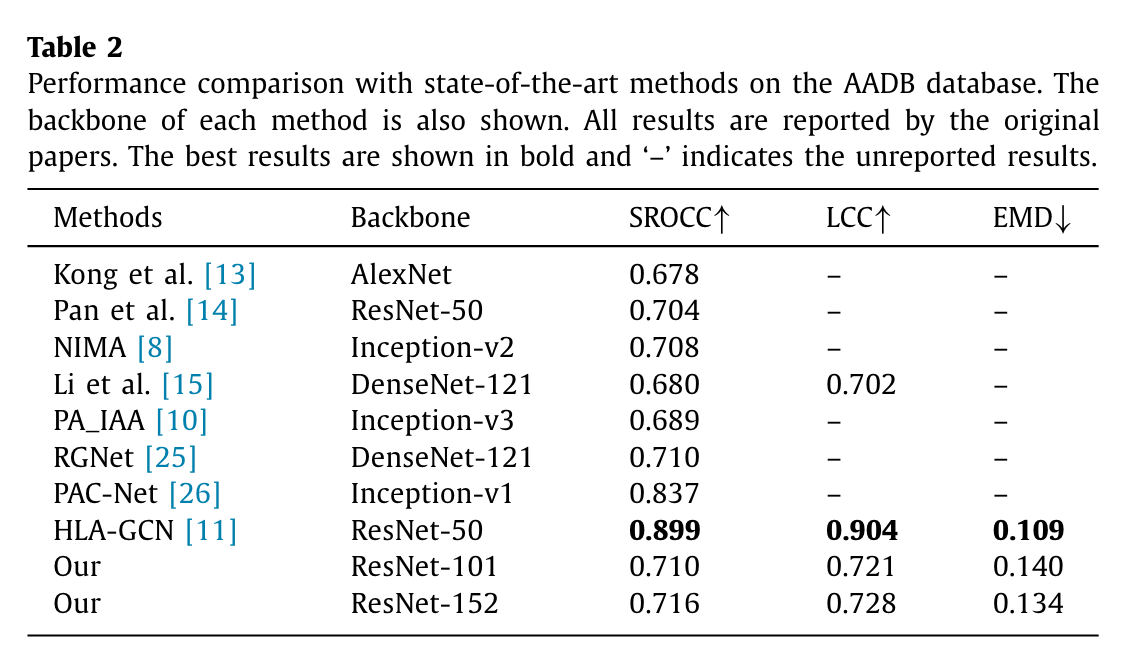 Table 2
Performance comparison with state-of-the-art methods on the AADB database. The
backbone of each method is also shown. All results are reported by the original
papers. The best results are shown in bold and ‘–’ indicates the unreported results.
Methods Backbone SROCC↑ LCC↑ EMD↓
Kong et al. [13] AlexNet 0.678 – –
Pan et al. [14] ResNet-50 0.704 – –
NIMA [8] Inception-v2 0.708 – –
Li et al. [15] DenseNet-121 0.680 0.702 –
PA_IAA [10] Inception-v3 0.689 – –
RGNet [25] DenseNet-121 0.710 – –
PAC-Net [26] Inception-v1 0.837 – –
HLA-GCN [11] ResNet-50 0.899 0.904 0.109
Our ResNet-101 0.710 0.721 0.140
Our ResNet-152 0.716 0.728 0.134